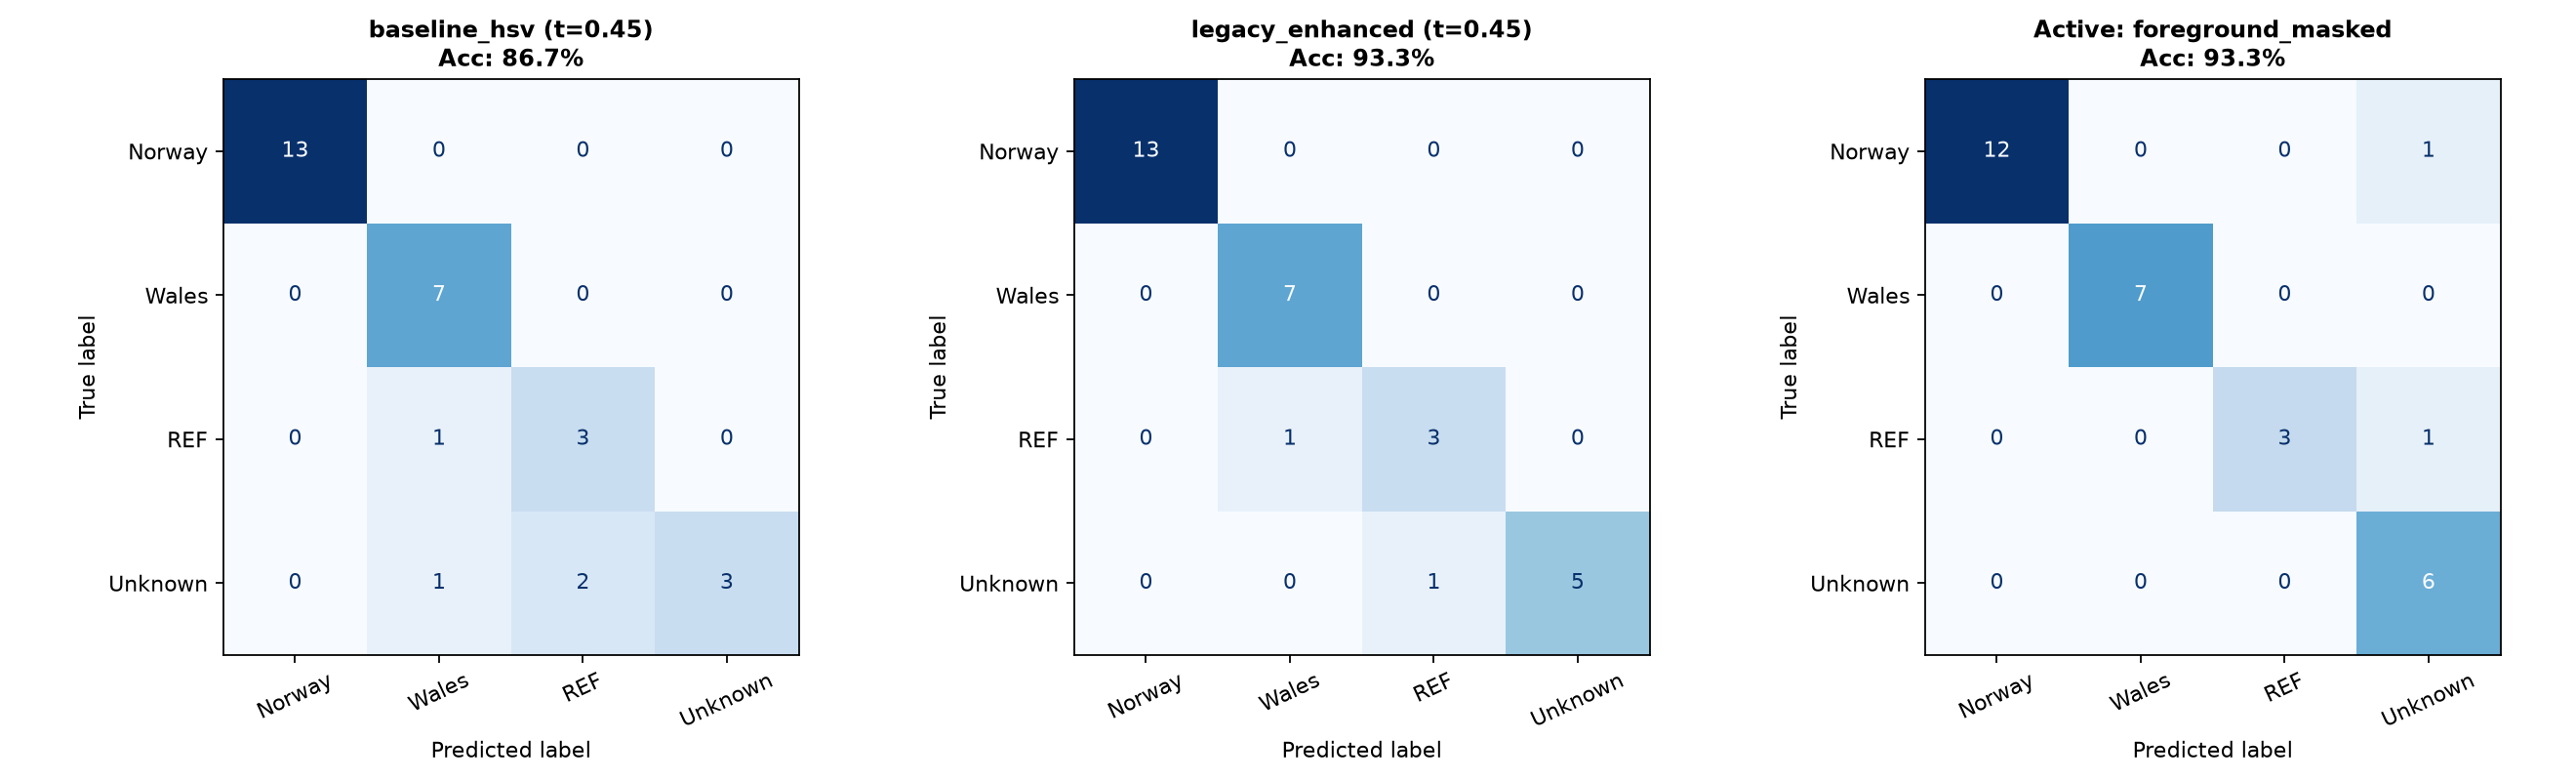 baseline_hsv (t=0.45)
Acc: 86.7%
True label
Norway 13 0 0 0
Wales 0 7 0 0
REF 0 1 3 0
Unknown 0 1 2 3
Norway Wales REF Unknown
Predicted label
legacy_enhanced (t=0.45)
Acc: 93.3%
True label
Norway 13 0 0 0
Wales 0 7 0 0
REF 0 1 3 0
Unknown 0 0 1 5
Norway Wales REF Unknown
Predicted label
Active: foreground_masked
Acc: 93.3%
True label
Norway 12 0 0 1
Wales 0 7 0 0
REF 0 0 3 1
Unknown 0 0 0 6
Norway Wales REF Unknown
Predicted label